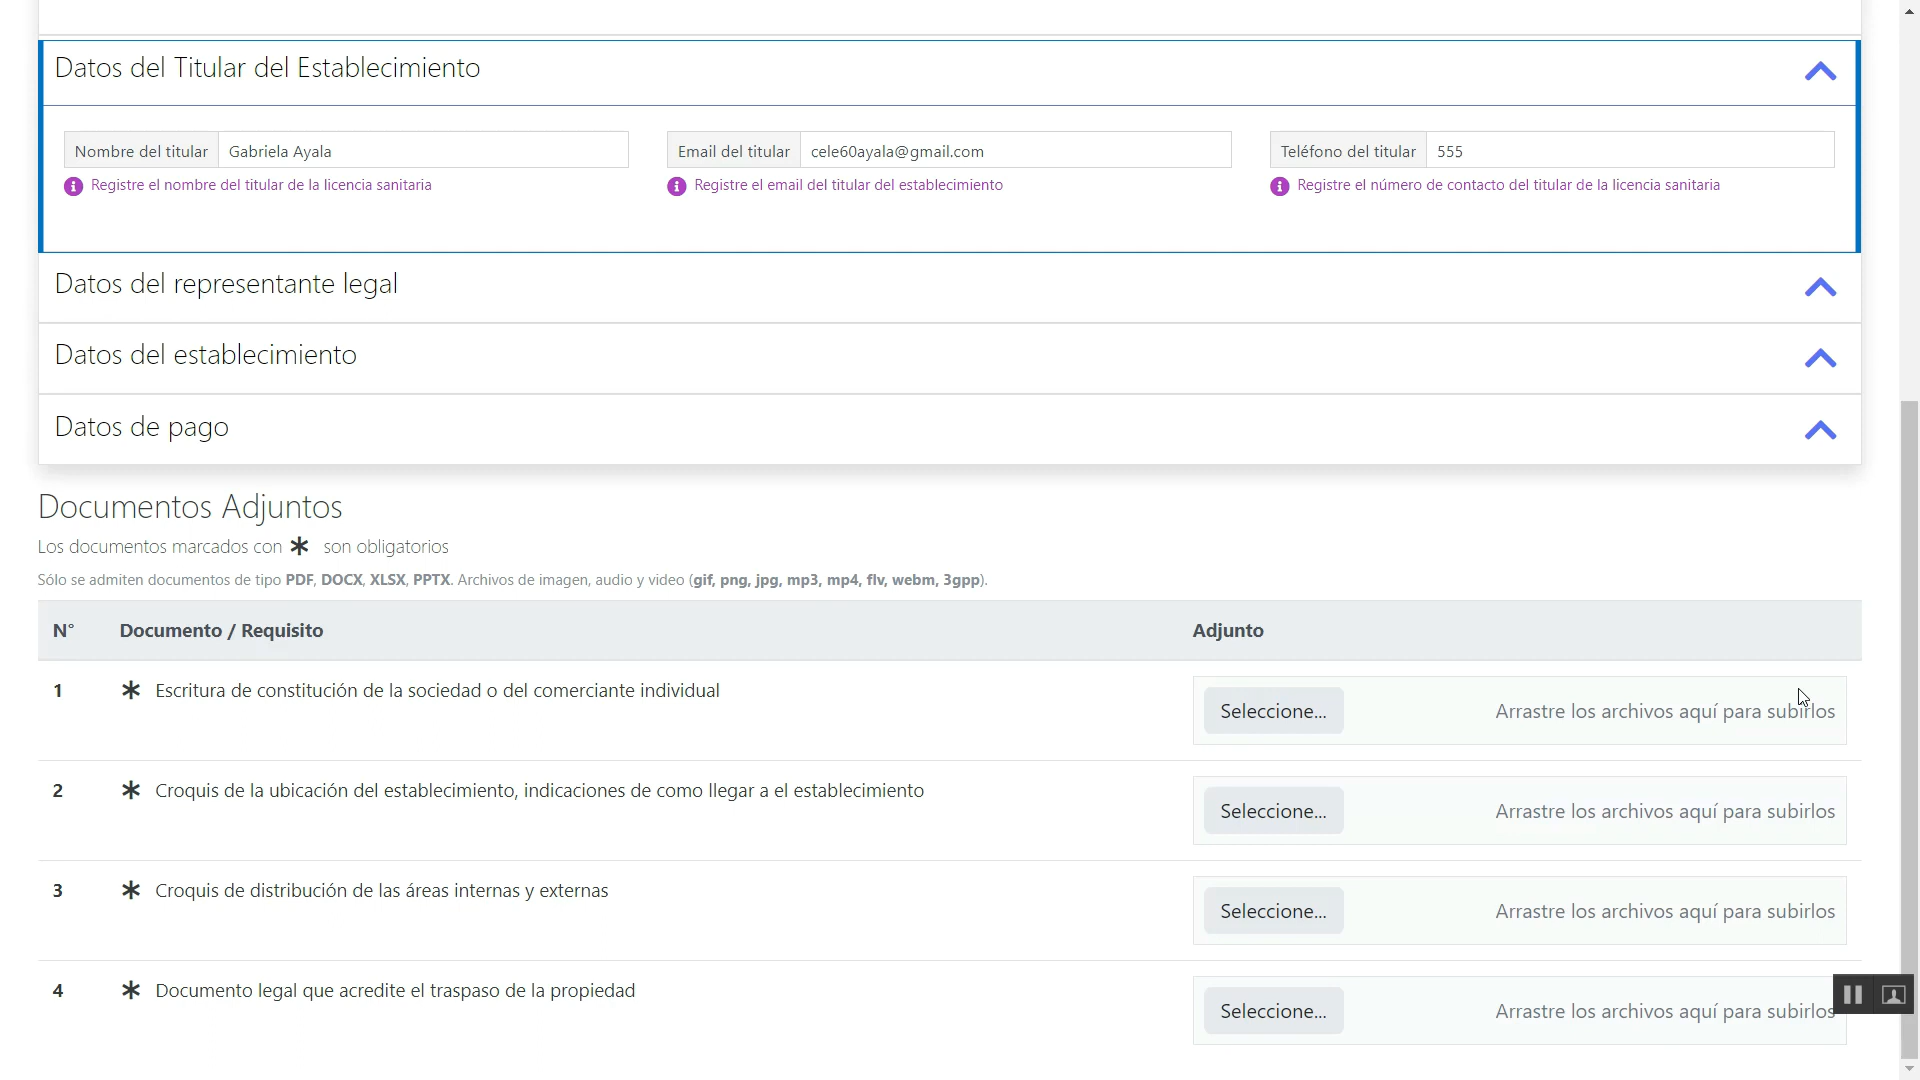 Datos del Titular del Establecimiento
Nombre del titular Gabriela Ayala Email del titular cele60ayala@gmail.com Teléfono del titular 555
Registre el nombre del titular de la licencia sanitaria Registre el email del titular del establecimiento Registre el número de contacto del titular de la licencia sanitaria
Datos del representante legal
Datos del establecimiento
Datos de pago
Documentos Adjuntos
Los documentos marcados con * son obligatorios
Sólo se admiten documentos de tipo PDF, DOCX, XLSX, PPTX. Archivos de imagen, audio y video (gif, png, jpg, mp3, mp4, flv, webm, 3gpp).
N° Documento / Requisito Adjunto
1 * Escritura de constitución de la sociedad o del comerciante individual
Seleccione... Arrastre los archivos aquí para subirlos
2 * Croquis de la ubicación del establecimiento, indicaciones de como llegar a el establecimiento
Seleccione... Arrastre los archivos aquí para subirlos
3 * Croquis de distribución de las áreas internas y externas
Seleccione... Arrastre los archivos aquí para subirlos
4 * Documento legal que acredite el traspaso de la propiedad
Seleccione... Arrastre los archivos aquí para subirlos